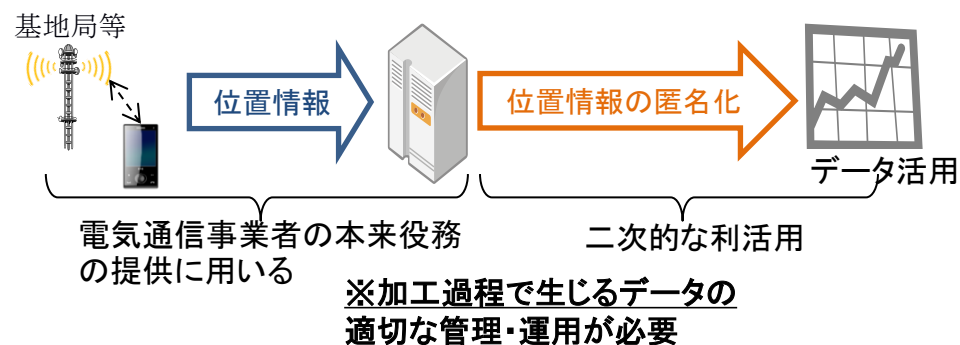 基地局等
位置情報
位置情報の匿名化
データ活用
電気通信事業者の本来役務
の提供に用いる
二次的な利活用
※加工過程で生じるデータの
適切な管理・運用が必要